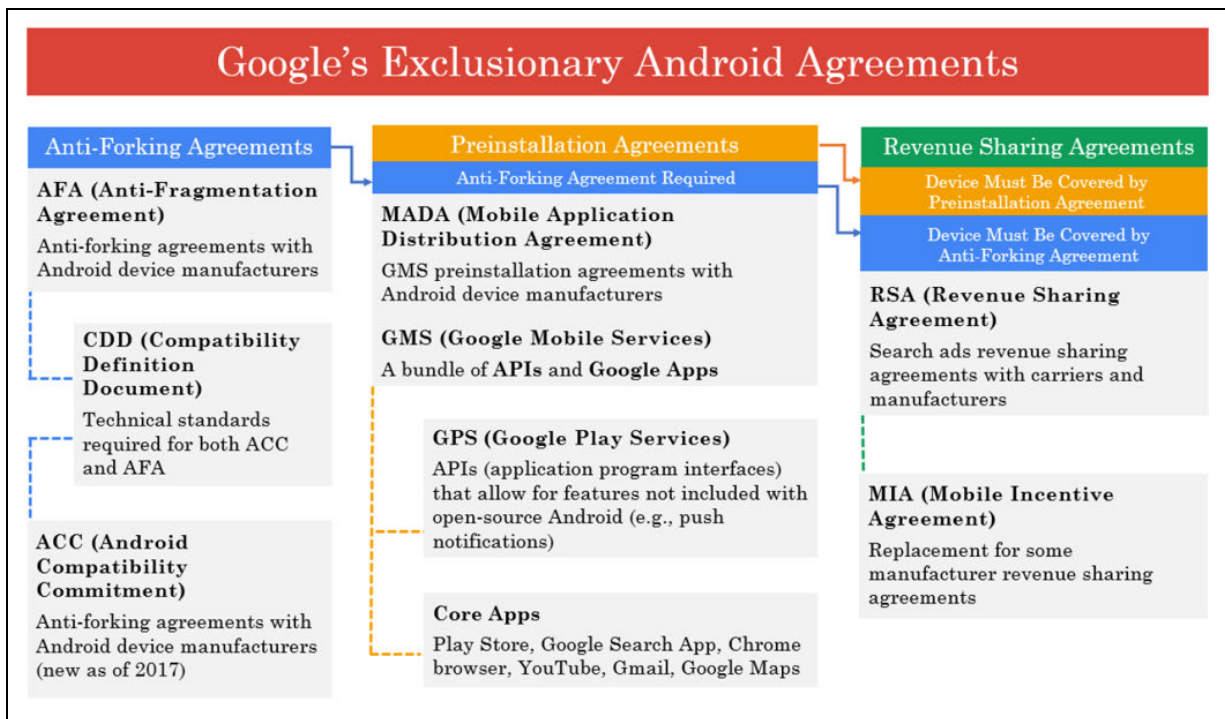 Google’s Exclusionary Android Agreements
Anti-Forking Agreements
AFA (Anti-Fragmentation
Agreement)
Anti-forking agreements with
Android device manufacturers
CDD (Compatibility
Definition
Document)
Technical standards
required for both ACC
and AFA
ACC (Android
Compatibility
Commitment)
Anti-forking agreements with
Android device manufacturers
(new as of 2017)
Preinstallation Agreements
Anti-Forking Agreement Required
MADA (Mobile Application
Distribution Agreement)
GMS preinstallation agreements with
Android device manufacturers
GMS (Google Mobile Services)
A bundle of APIs and Google Apps
GPS (Google Play Services)
APIs (application program interfaces)
that allow for features not included with
open-source Android (e.g., push
notifications)
Core Apps
Play Store, Google Search App, Chrome
browser, YouTube, Gmail, Google Maps
Revenue Sharing Agreements
Device Must Be Covered by
Preinstallation Agreement
Device Must Be Covered by
Anti-Forking Agreement
RSA (Revenue Sharing
Agreement)
Search ads revenue sharing
agreements with carriers and
manufacturers
MIA (Mobile Incentive
Agreement)
Replacement for some
manufacturer revenue sharing
agreements